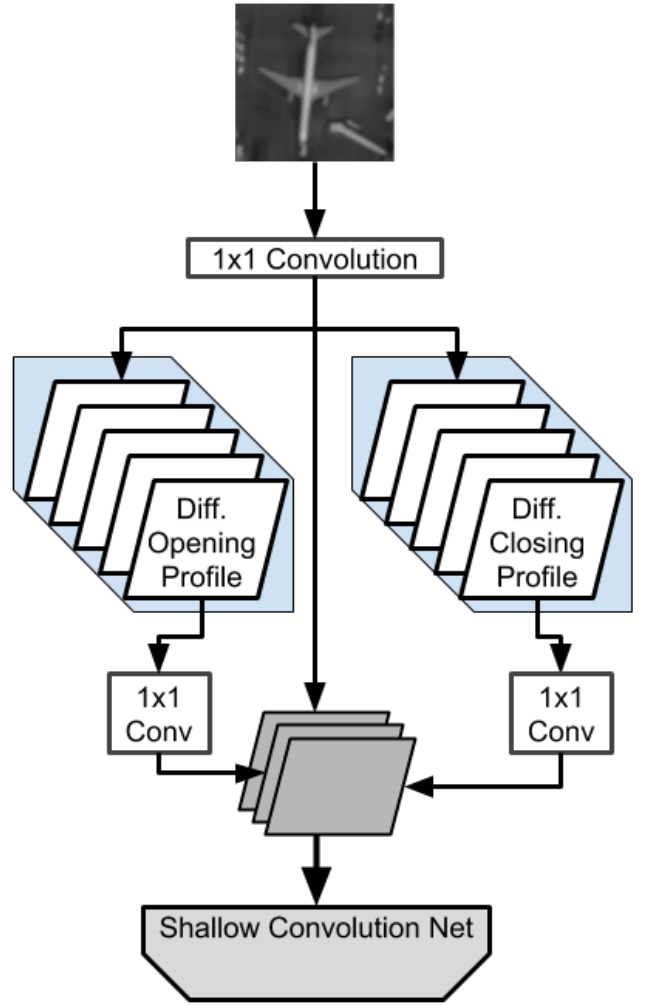 1x1 Convolution
Diff.
Opening
Profile
Diff.
Closing
Profile
1x1
Conv
1x1
Conv
Shallow Convolution Net